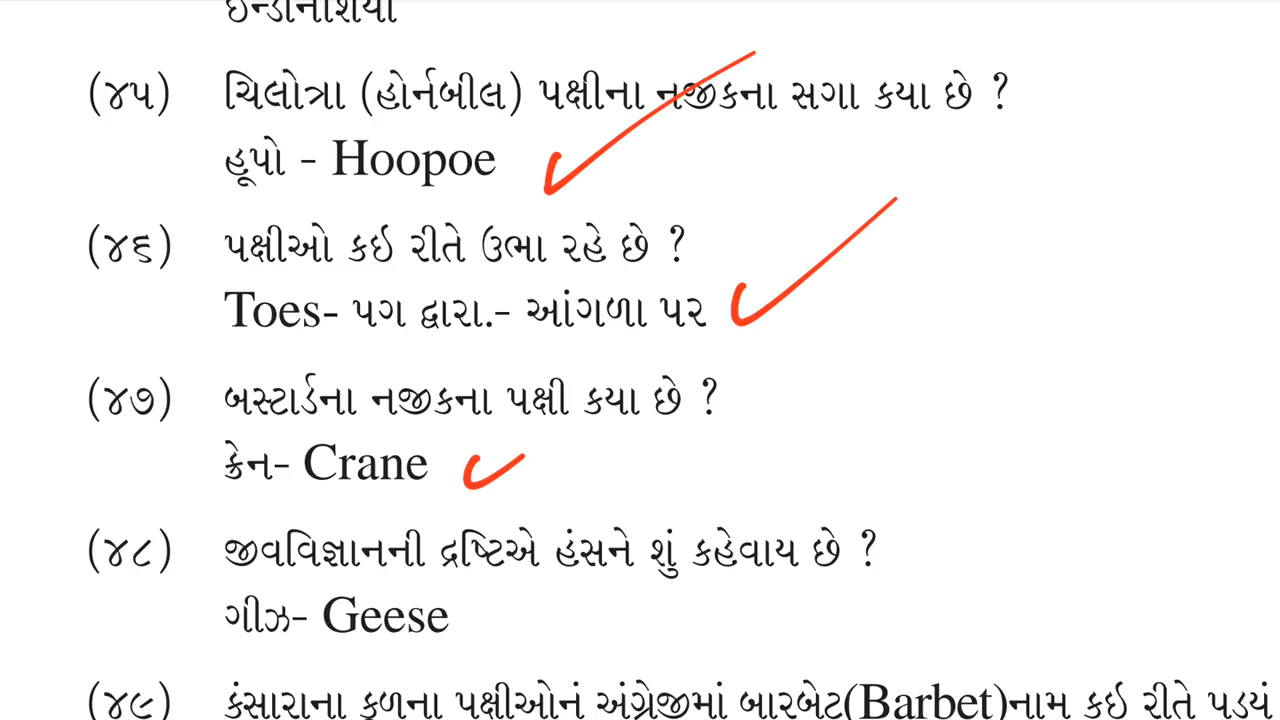 ઇન્ડોનેશિયા
(૪૫) ચિલોત્રા (હોર્નબીલ) પક્ષીના નજીકના સગા કયા છે ?
હૂપો - Hoopoe
(૪૬) પક્ષીઓ કઇ રીતે ઉભા રહે છે ?
Toes- પગ દ્વારા.- આંગળા પર
(૪૭) બસ્ટાર્ડના નજીકના પક્ષી કયા છે ?
ક્રેન- Crane
(૪૮) જીવવિજ્ઞાનની દ્રષ્ટિએ હંસને શું કહેવાય છે ?
ગીઝ- Geese
(૪૯) કંસારાના કુળના પક્ષીઓનું અંગ્રેજીમાં બારબેટ(Barbet)નામ કઇ રીતે પડયું